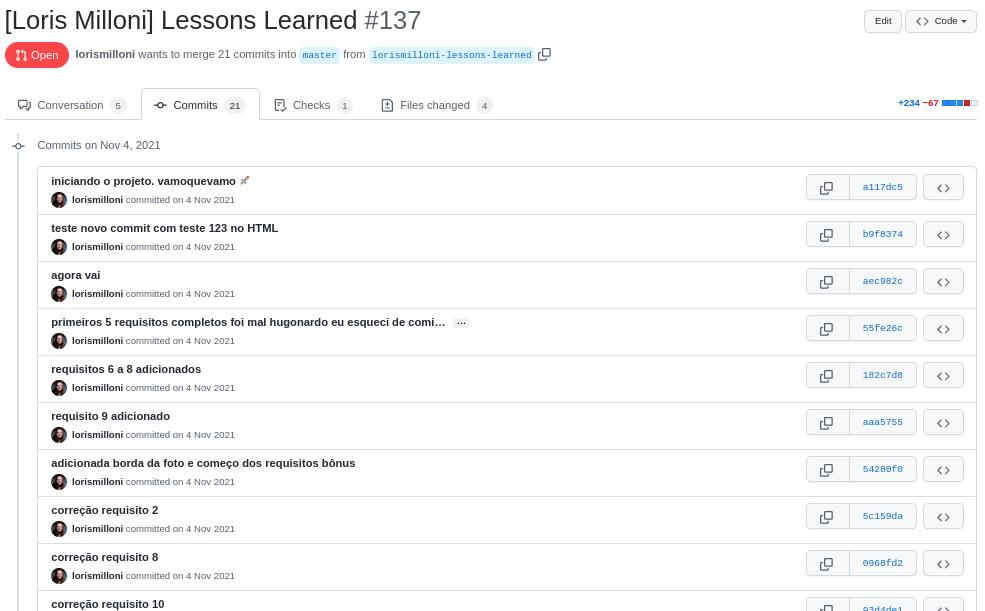 [Loris Milloni] Lessons Learned #137
Edit
Code
Open
lorismilloni wants to merge 21 commits into master from lorismilloni-lessons-learned
Conversation 5
Commits 21
Checks 1
Files changed 4
+234 −67
Commits on Nov 4, 2021
iniciando o projeto. vamoquevamo 🚀
lorismilloni committed on 4 Nov 2021
a117dc5
teste novo commit com teste 123 no HTML
lorismilloni committed on 4 Nov 2021
b9f8374
agora vai
lorismilloni committed on 4 Nov 2021
aec982c
primeiros 5 requisitos completos foi mal hugonardo eu esqueci de comi… …
lorismilloni committed on 4 Nov 2021
55fe26c
requisitos 6 a 8 adicionados
lorismilloni committed on 4 Nov 2021
182c7d8
requisito 9 adicionado
lorismilloni committed on 4 Nov 2021
aaa5755
adicionada borda da foto e começo dos requisitos bônus
lorismilloni committed on 4 Nov 2021
54280f0
correção requisito 2
lorismilloni committed on 4 Nov 2021
5c159da
correção requisito 8
lorismilloni committed on 4 Nov 2021
0968fd2
correção requisito 10
93d4de1